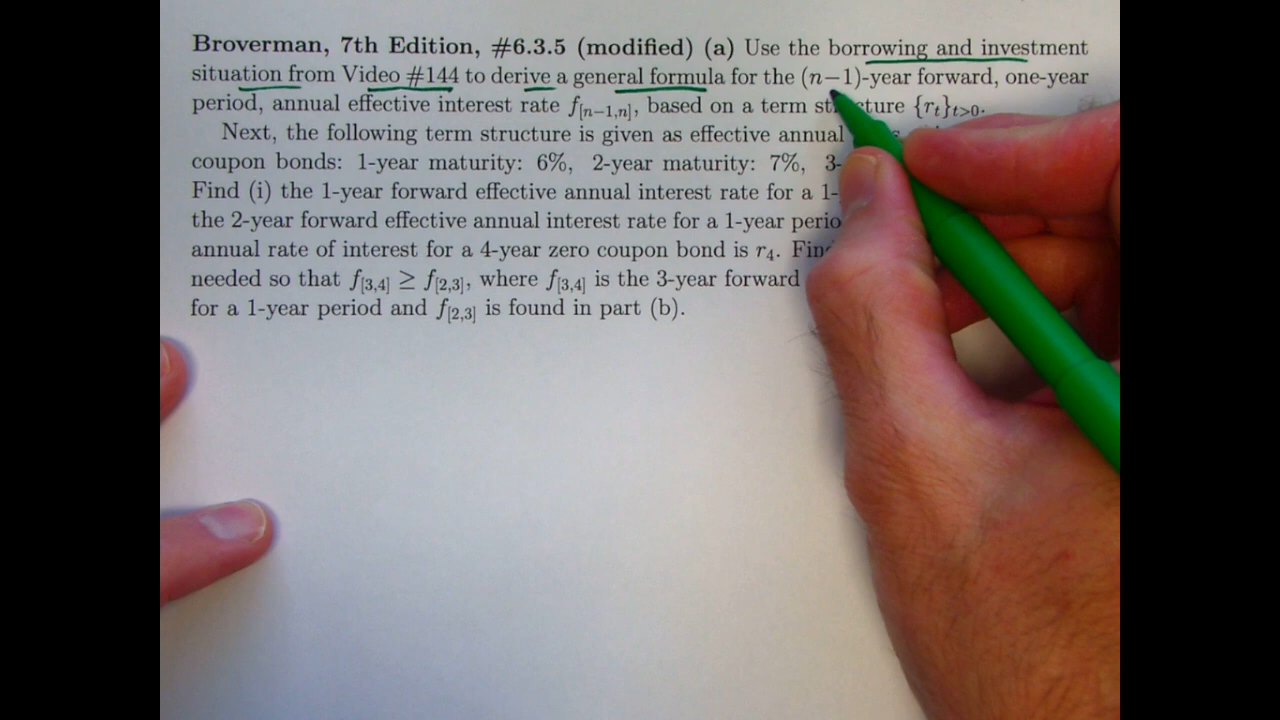 Broverman, 7th Edition, #6.3.5 (modified) (a) Use the borrowing and investment
situation from Video #144 to derive a general formula for the (n−1)-year forward, one-year
period, annual effective interest rate f[n−1,n], based on a term structure {r_t}t>0.
Next, the following term structure is given as effective annual
coupon bonds: 1-year maturity: 6%, 2-year maturity: 7%, 3-
Find (i) the 1-year forward effective annual interest rate for a 1-
the 2-year forward effective annual interest rate for a 1-year perio
annual rate of interest for a 4-year zero coupon bond is r4. Fin
needed so that f[3,4] ≥ f[2,3], where f[3,4] is the 3-year forward
for a 1-year period and f[2,3] is found in part (b).